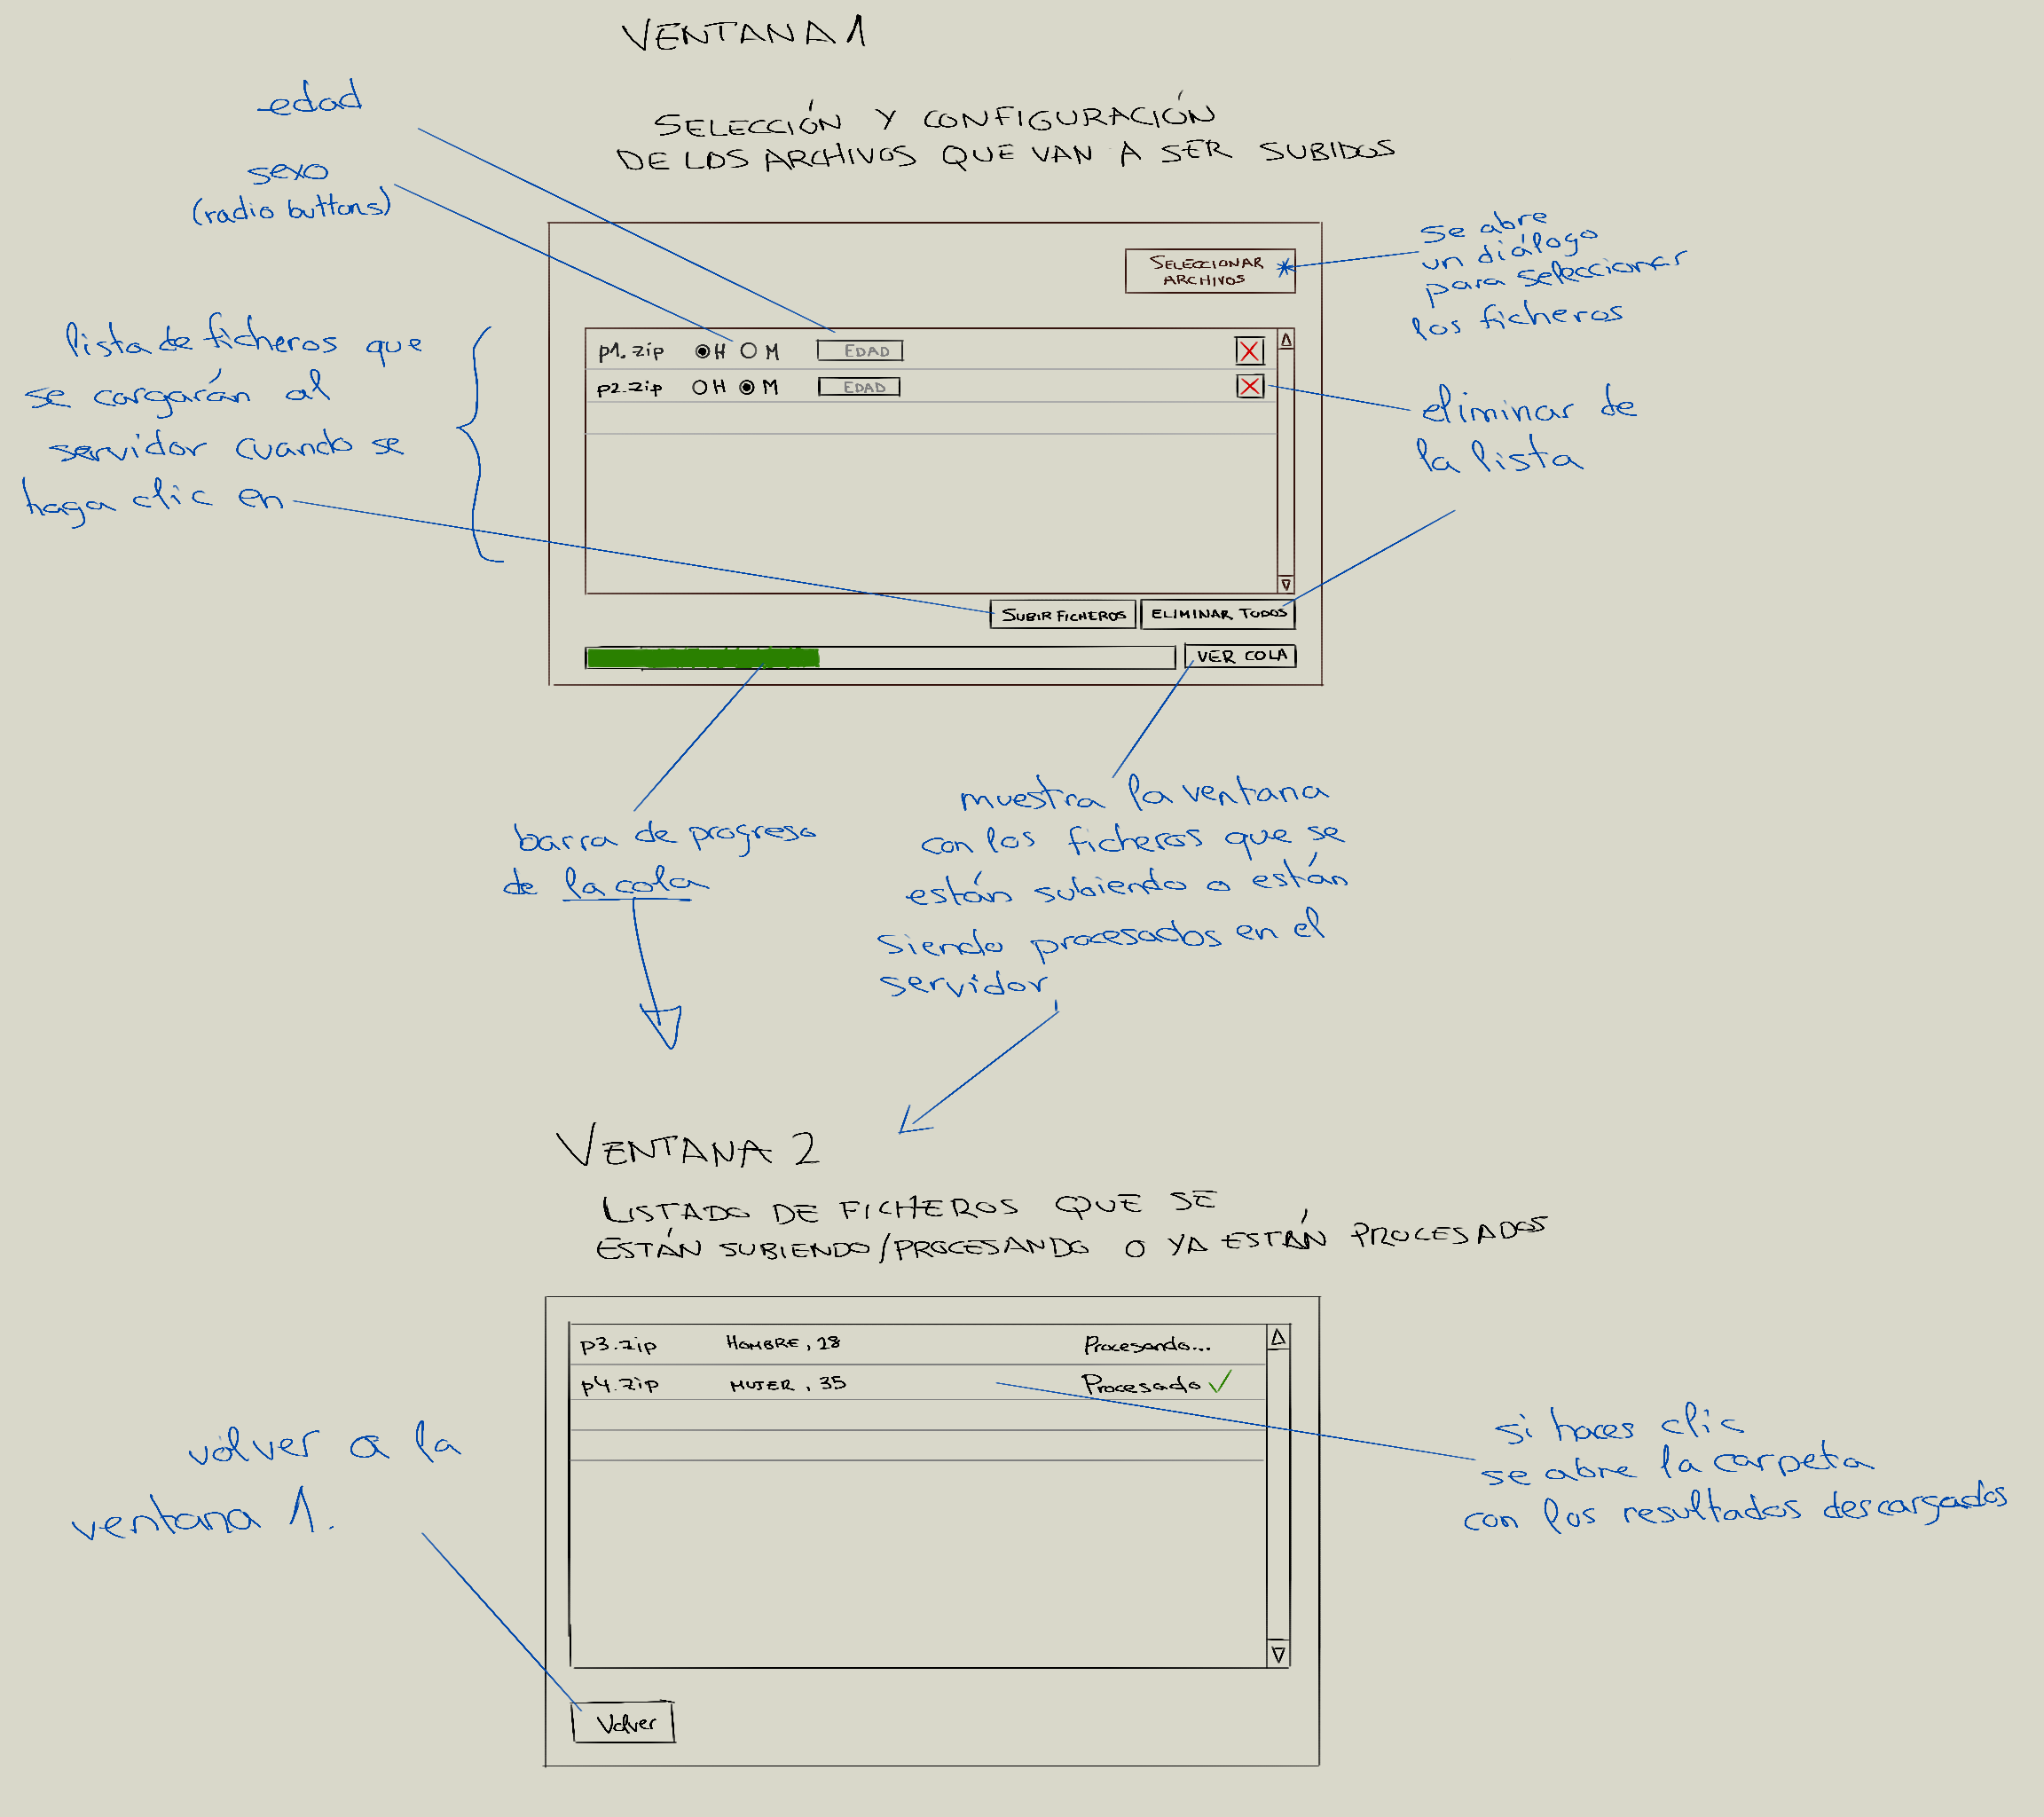 VENTANA 1
SELECCIÓN Y CONFIGURACIÓN
DE LOS ARCHIVOS QUE VAN A SER SUBIDOS
edad
sexo
(radio buttons)
SELECCIONAR
ARCHIVOS *
se abre
un diálogo
para seleccionar
los ficheros
lista de ficheros que
se cargarán al
servidor cuando se
haga clic en
p1.zip H M EDAD X
p2.zip H M EDAD X
eliminar de
la lista
SUBIR FICHEROS ELIMINAR TODOS
VER COLA
barra de progreso
de la cola
muestra la ventana
con los ficheros que se
están subiendo o están
siendo procesados en el
servidor
VENTANA 2
LISTADO DE FICHEROS QUE SE
ESTÁN SUBIENDO/PROCESANDO O YA ESTÁN PROCESADOS
p3.zip HOMBRE, 28 Procesando...
p4.zip MUJER, 35 Procesado ✓
si haces clic
se abre la carpeta
con los resultados descargados
volver a la
ventana 1.
Volver